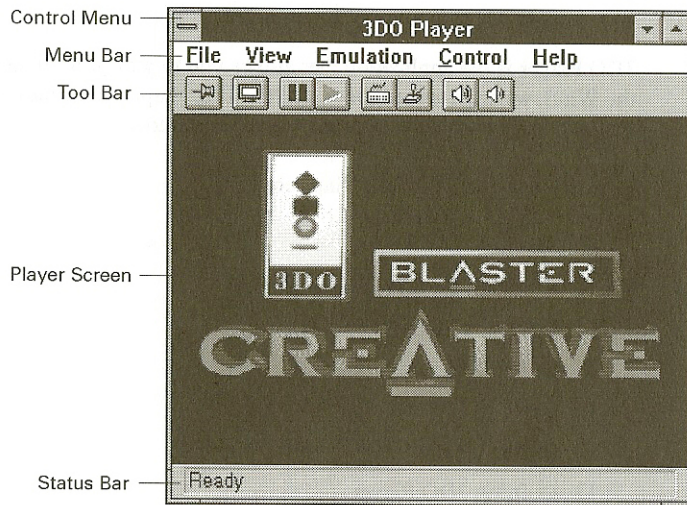 Control Menu
3DO Player
Menu Bar
File View Emulation Control Help
Tool Bar
Player Screen
3DO
BLASTER
CREATIVE
Status Bar
Ready